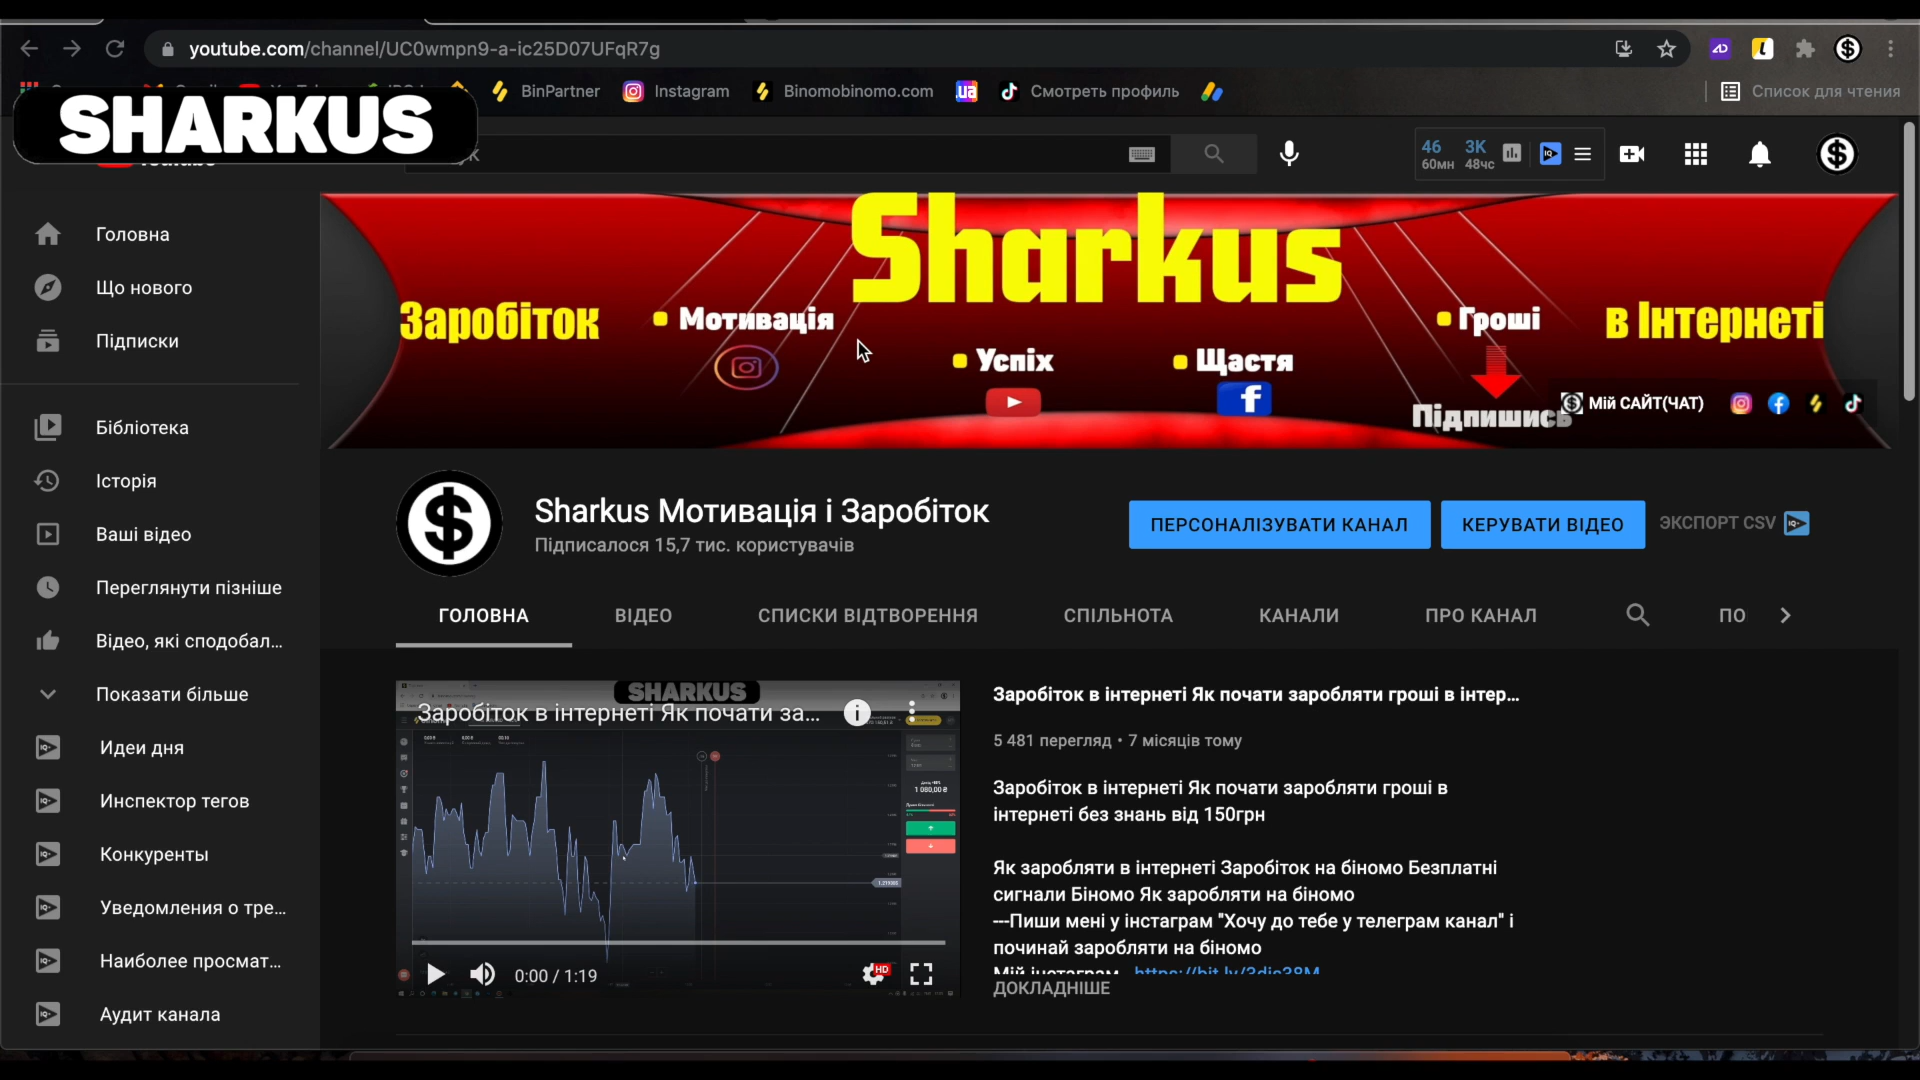 youtube.com/channel/UC0wmpn9-a-ic25D07UFqR7g
BinPartner
Instagram
Binomobinomo.com
Смотреть профиль
Список для чтения
SHARKUS
46
60мн
3K
48чс
Головна
Що нового
Підписки
Бібліотека
Історія
Ваші відео
Переглянути пізніше
Відео, які сподобал...
Показати більше
Идеи дня
Инспектор тегов
Конкуренты
Уведомления о тре...
Наиболее просмат...
Аудит канала
Sharkus
Заробіток
Мотивація
Успіх
Щастя
Гроші
в Інтернеті
Підпишись
Мій САЙТ(ЧАТ)
Sharkus Мотивація і Заробіток
Підписалося 15,7 тис. користувачів
ПЕРСОНАЛІЗУВАТИ КАНАЛ
КЕРУВАТИ ВІДЕО
ЭКСПОРТ CSV
ГОЛОВНА
ВІДЕО
СПИСКИ ВІДТВОРЕННЯ
СПІЛЬНОТА
КАНАЛИ
ПРО КАНАЛ
ПО
SHARKUS
Заробіток в інтернеті Як почати за...
0:00 / 1:19
HD
Заробіток в інтернеті Як почати заробляти гроші в інтер...
5 481 перегляд • 7 місяців тому
Заробіток в інтернеті Як почати заробляти гроші в
інтернеті без знань від 150грн
Як заробляти в інтернеті Заробіток на біномо Безплатні
сигнали Біномо Як заробляти на біномо
---Пиши мені у інстаграм "Хочу до тебе у телеграм канал" і
починай заробляти на біномо
Мій інстаграм
ДОКЛАДНІШЕ